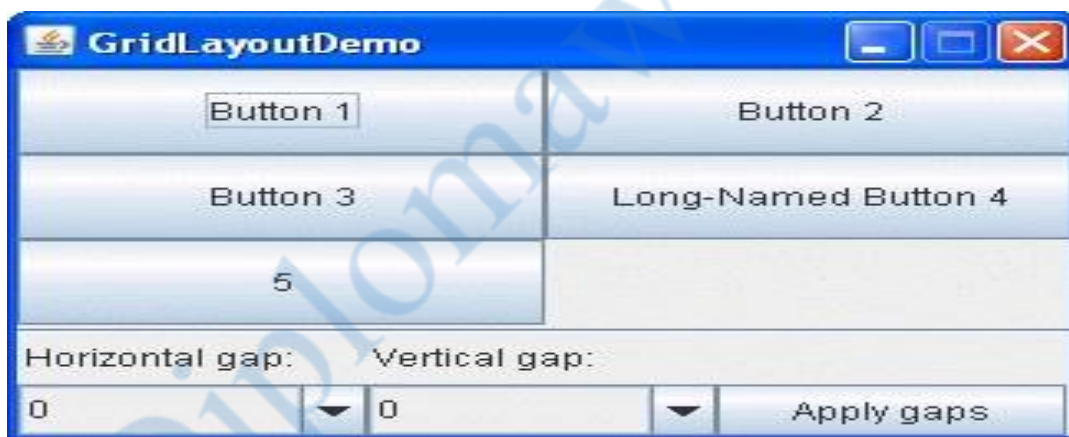 GridLayoutDemo
Button 1 Button 2
Button 3 Long-Named Button 4
5
Horizontal gap: Vertical gap:
0 0 Apply gaps
Diplomaw